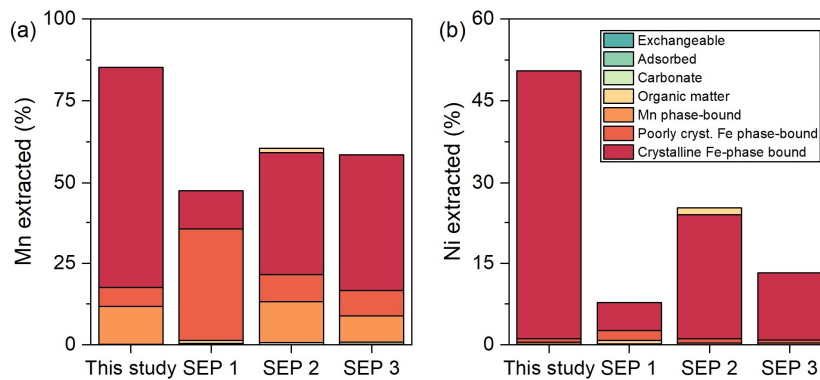 (a)
Mn extracted (%)
100
75
50
25
0
This study SEP 1 SEP 2 SEP 3
(b)
Ni extracted (%)
60
45
30
15
0
This study SEP 1 SEP 2 SEP 3
Exchangeable
Adsorbed
Carbonate
Organic matter
Mn phase-bound
Poorly cryst. Fe phase-bound
Crystalline Fe-phase bound